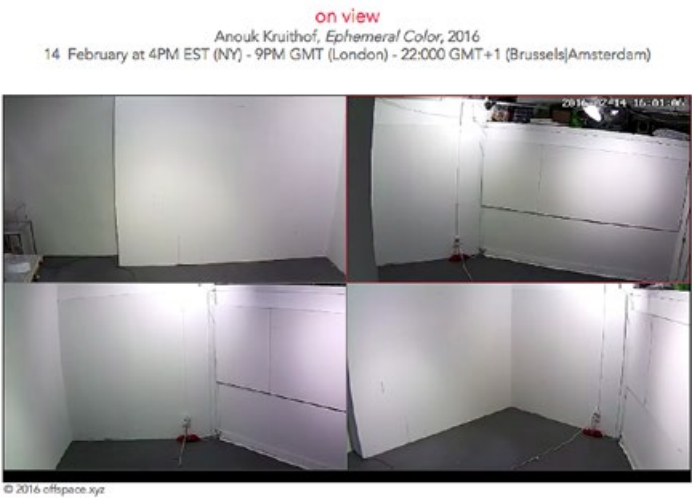 on view
Anouk Kruithof, Ephemeral Color, 2016
14 February at 4PM EST (NY) - 9PM GMT (London) - 22:000 GMT+1 (Brussels|Amsterdam)
2016-02-14 16:01:06
© 2016 offspace.xyz